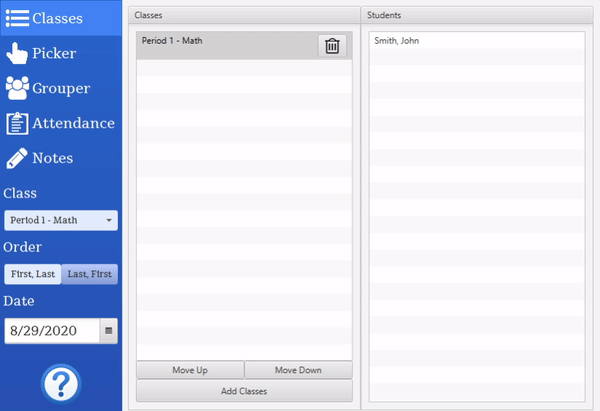 Classes
Picker
Grouper
Attendance
Notes
Class
Period 1 - Math
Order
First, Last Last, First
Date
8/29/2020
?
Classes
Period 1 - Math
Move Up Move Down
Add Classes
Students
Smith, John